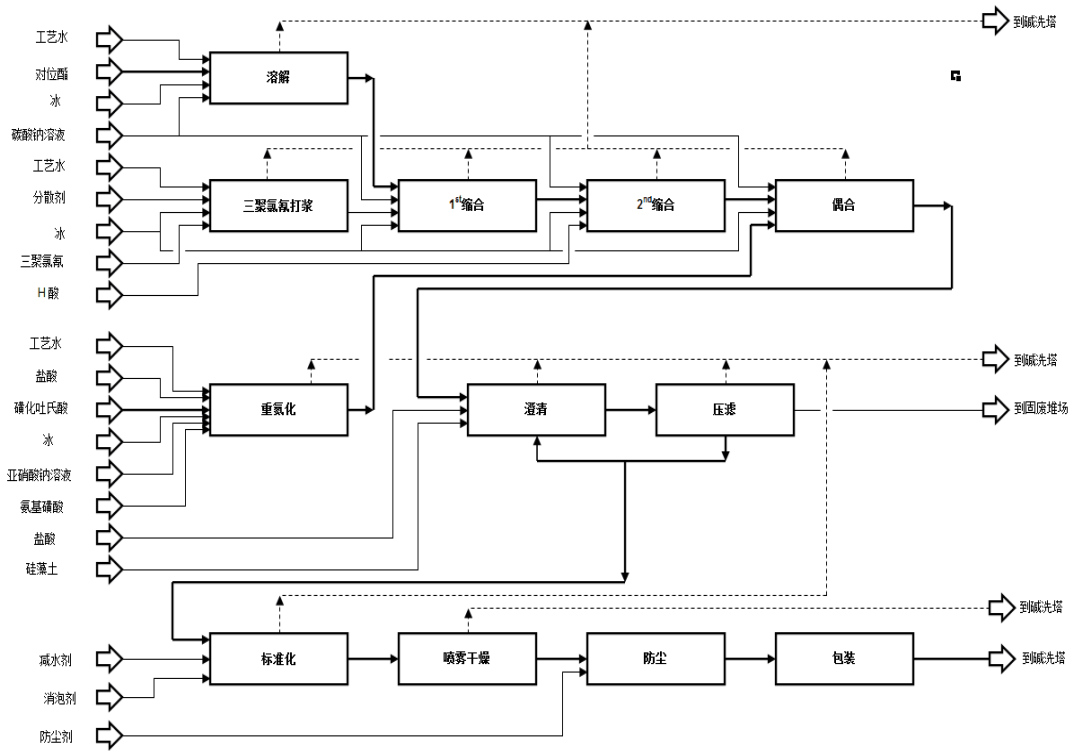 工艺水
到碱洗塔
对位酯
溶解
冰
碳酸钠溶液
工艺水
分散剂
三聚氯氰打浆
1st缩合
2nd缩合
偶合
冰
三聚氯氰
H酸
工艺水
到碱洗塔
盐酸
磺化吐氏酸
重氮化
澄清
压滤
到固废堆场
冰
亚硝酸钠溶液
氨基磺酸
盐酸
硅藻土
到碱洗塔
减水剂
标准化
喷雾干燥
防尘
包装
到碱洗塔
消泡剂
防尘剂